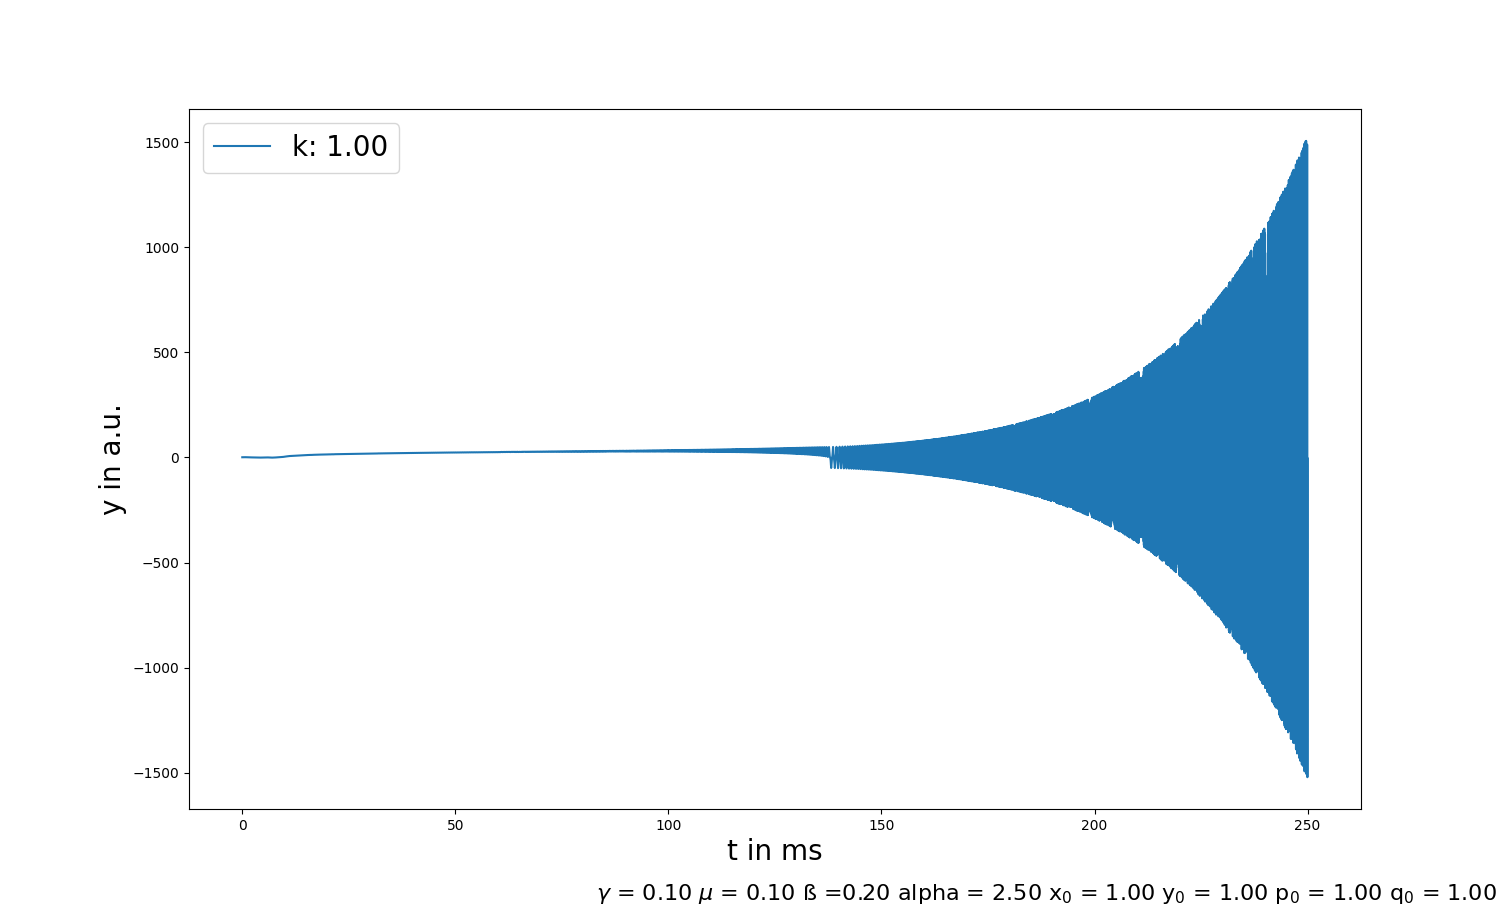 k: 1.00
1500
1000
500
0
−500
−1000
−1500
y in a.u.
0 50 100 150 200 250
t in ms
γ = 0.10 μ = 0.10 ß =0.20 alpha = 2.50 x₀ = 1.00 y₀ = 1.00 p₀ = 1.00 q₀ = 1.00